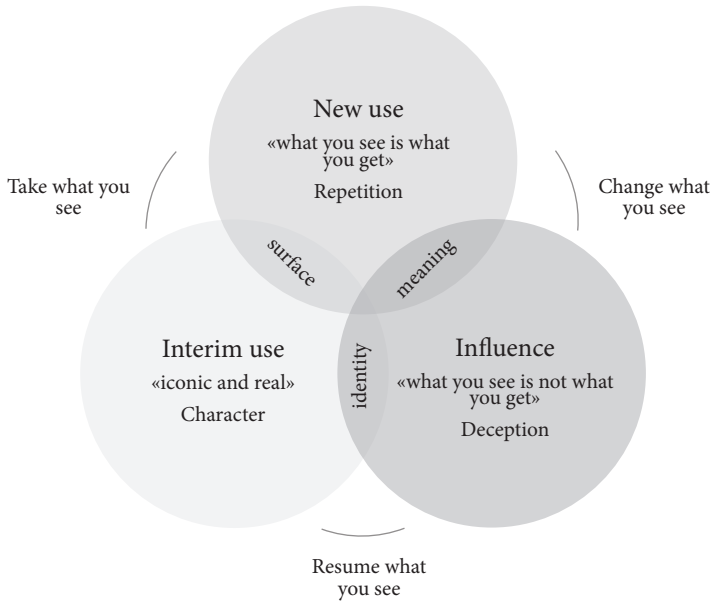 New use
«what you see is what
you get»
Repetition
Take what you
see
Change what
you see
surface
meaning
Interim use
«iconic and real»
Character
identity
Influence
«what you see is not what
you get»
Deception
Resume what
you see